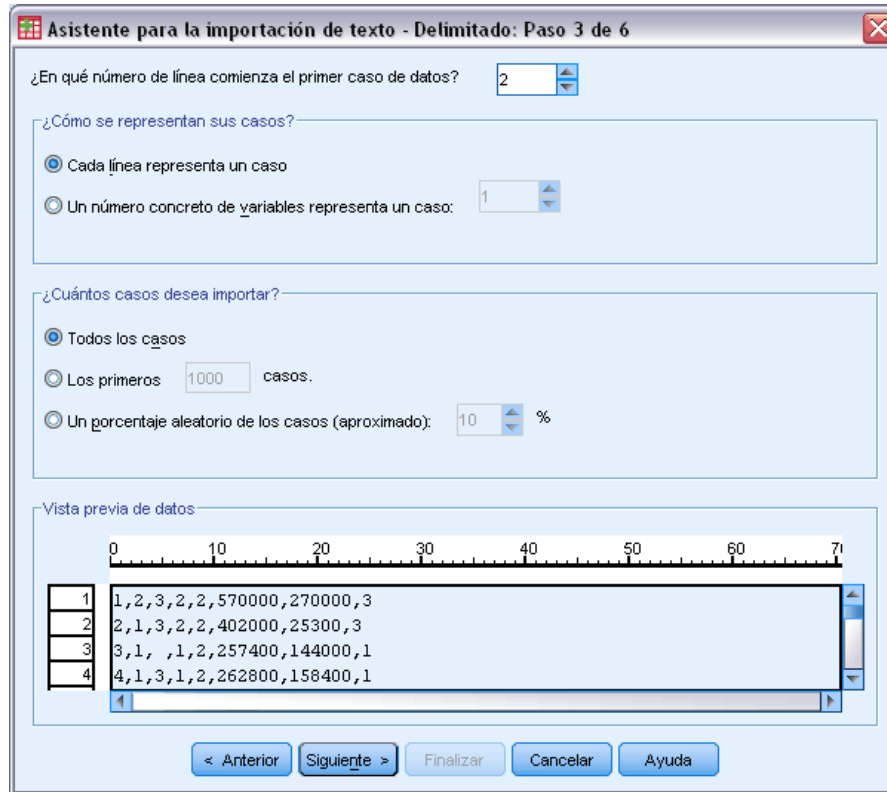 Asistente para la importación de texto - Delimitado: Paso 3 de 6
¿En qué número de línea comienza el primer caso de datos? 2
¿Cómo se representan sus casos?
Cada línea representa un caso
Un número concreto de variables representa un caso: 1
¿Cuántos casos desea importar?
Todos los casos
Los primeros 1000 casos.
Un porcentaje aleatorio de los casos (aproximado): 10 %
Vista previa de datos
0 10 20 30 40 50 60 70
1 1,2,3,2,2,570000,270000,3
2 2,1,3,2,2,402000,25300,3
3 3,1, ,1,2,257400,144000,1
4 4,1,3,1,2,262800,158400,1
< Anterior Siguiente > Finalizar Cancelar Ayuda